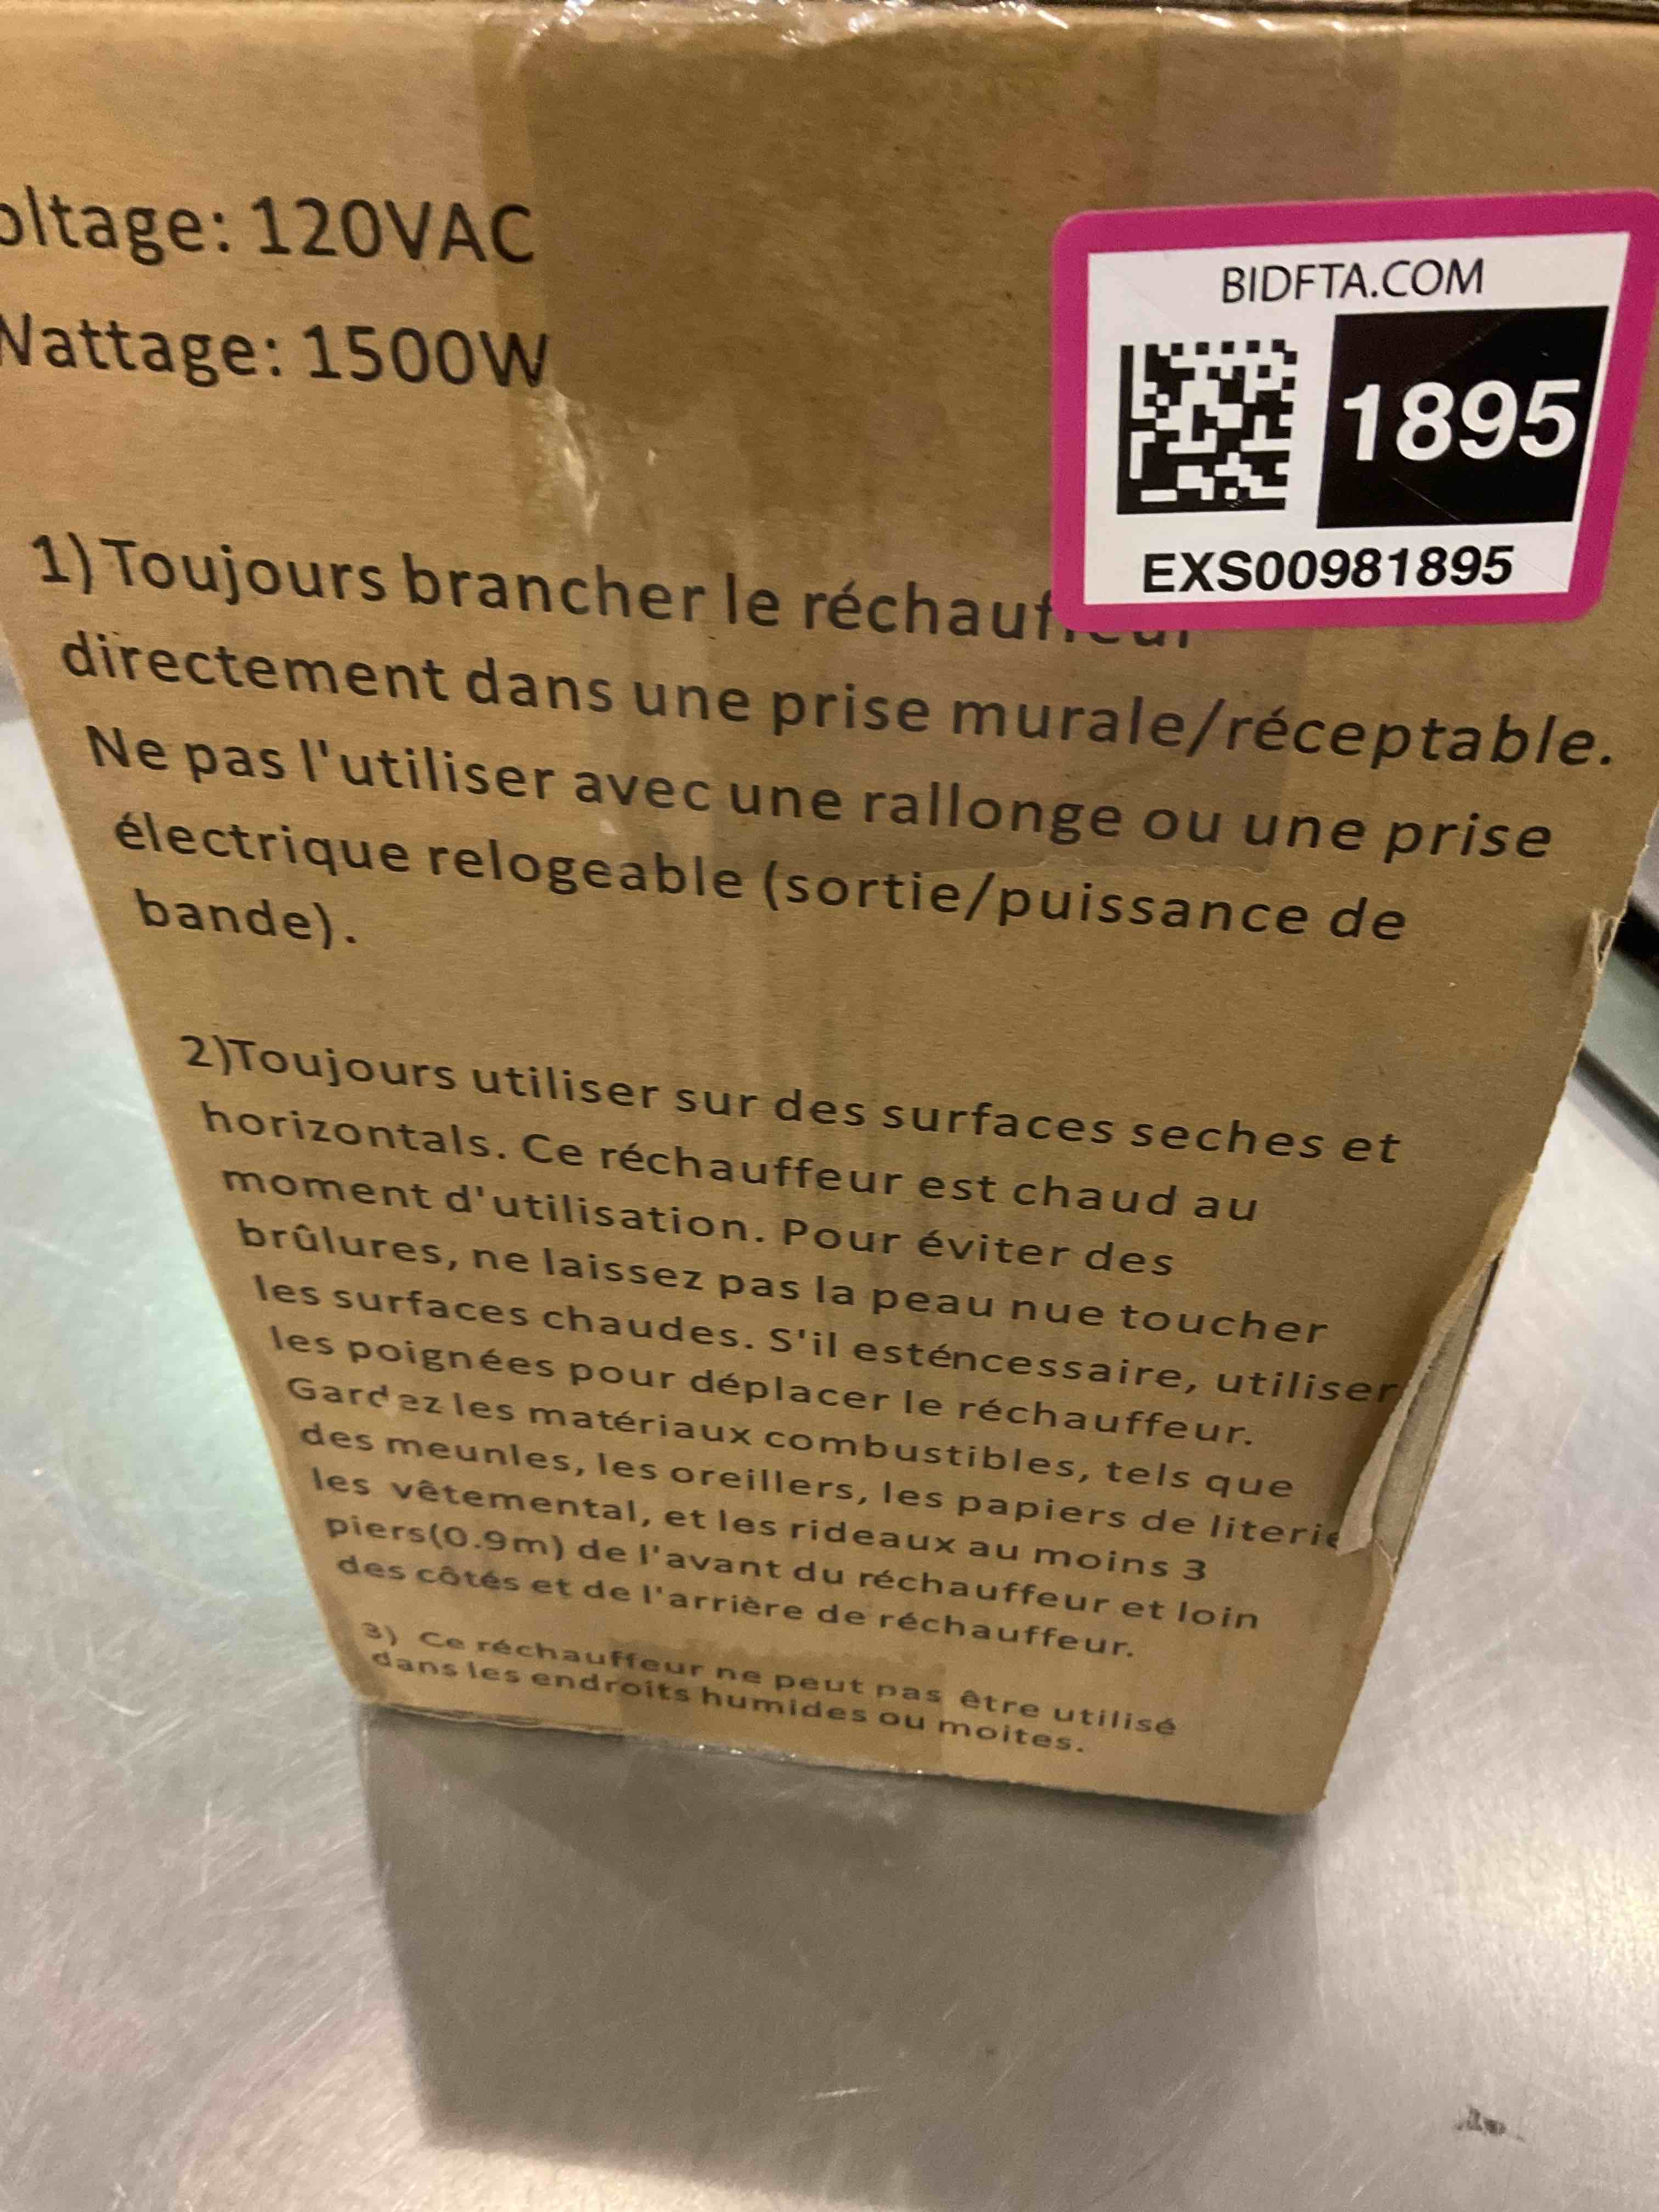 oltage: 120VAC
Wattage: 1500W
BIDFTA.COM
1895
EXS00981895
1) Toujours brancher le réchauffeur
directement dans une prise murale/réceptable.
Ne pas l'utiliser avec une rallonge ou une prise
électrique relogeable (sortie/puissance de
bande).
2)Toujours utiliser sur des surfaces seches et
horizontals. Ce réchauffeur est chaud au
moment d'utilisation. Pour éviter des
brûlures, ne laissez pas la peau nue toucher
les surfaces chaudes. S'il esténcessaire, utiliser
les poignées pour déplacer le réchauffeur.
Gardez les matériaux combustibles, tels que
des meunles, les oreillers, les papiers de literie
les vêtemental, et les rideaux au moins 3
piers(0.9m) de l'avant du réchauffeur et loin
des côtés et de l'arrière de réchauffeur.
3) Ce réchauffeur ne peut pas être utilisé
dans les endroits humides ou moites.